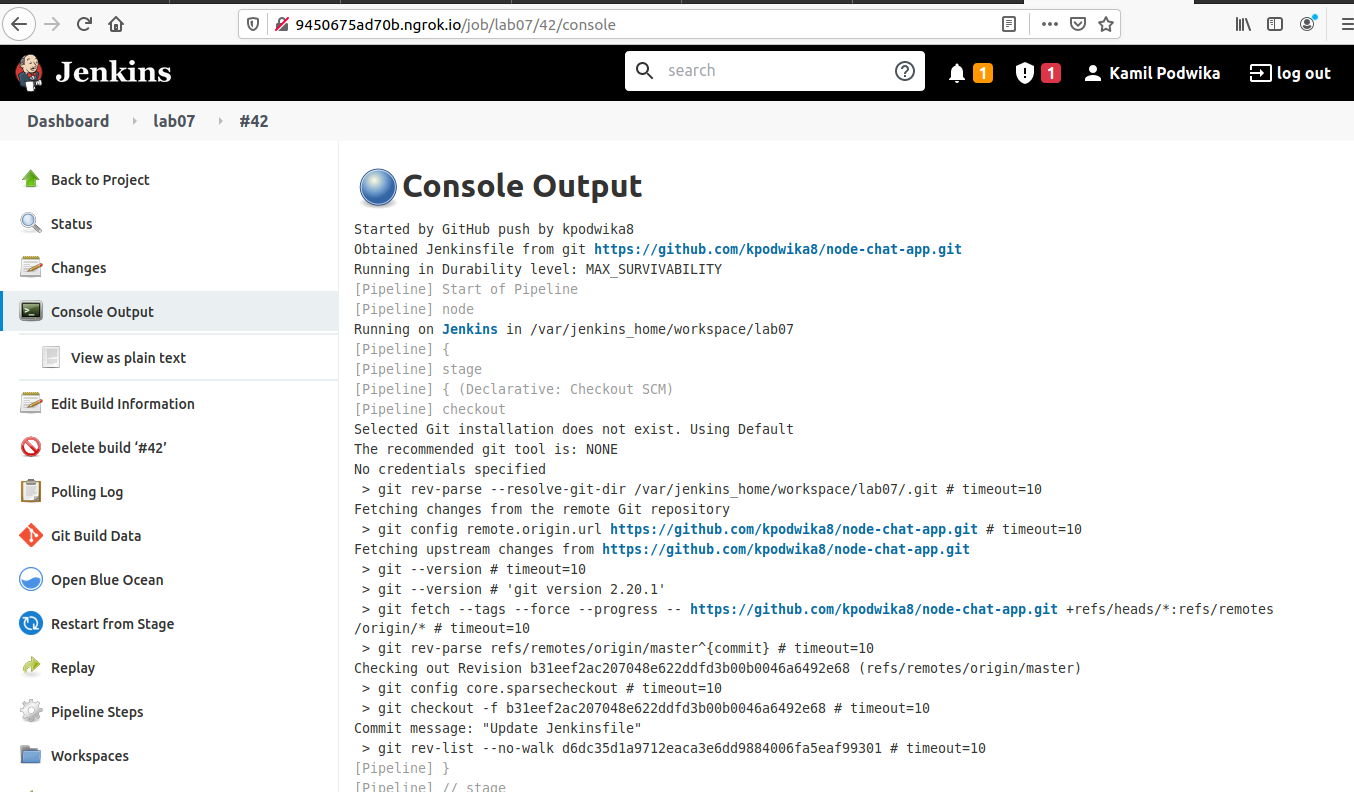 9450675ad70b.ngrok.io/job/lab07/42/console
Jenkins
search
1
1
Kamil Podwika
log out
Dashboard
lab07
#42
Back to Project
Status
Changes
Console Output
View as plain text
Edit Build Information
Delete build ‘#42’
Polling Log
Git Build Data
Open Blue Ocean
Restart from Stage
Replay
Pipeline Steps
Workspaces
Console Output
Started by GitHub push by kpodwika8
Obtained Jenkinsfile from git https://github.com/kpodwika8/node-chat-app.git
Running in Durability level: MAX_SURVIVABILITY
[Pipeline] Start of Pipeline
[Pipeline] node
Running on Jenkins in /var/jenkins_home/workspace/lab07
[Pipeline] {
[Pipeline] stage
[Pipeline] { (Declarative: Checkout SCM)
[Pipeline] checkout
Selected Git installation does not exist. Using Default
The recommended git tool is: NONE
No credentials specified
 > git rev-parse --resolve-git-dir /var/jenkins_home/workspace/lab07/.git # timeout=10
Fetching changes from the remote Git repository
 > git config remote.origin.url https://github.com/kpodwika8/node-chat-app.git # timeout=10
Fetching upstream changes from https://github.com/kpodwika8/node-chat-app.git
 > git --version # timeout=10
 > git --version # 'git version 2.20.1'
 > git fetch --tags --force --progress -- https://github.com/kpodwika8/node-chat-app.git +refs/heads/*:refs/remotes
/origin/* # timeout=10
 > git rev-parse refs/remotes/origin/master^{commit} # timeout=10
Checking out Revision b31eef2ac207048e622ddfd3b00b0046a6492e68 (refs/remotes/origin/master)
 > git config core.sparsecheckout # timeout=10
 > git checkout -f b31eef2ac207048e622ddfd3b00b0046a6492e68 # timeout=10
Commit message: "Update Jenkinsfile"
 > git rev-list --no-walk d6dc35d1a9712eaca3e6dd9884006fa5eaf99301 # timeout=10
[Pipeline] }
[Pipeline] // stage